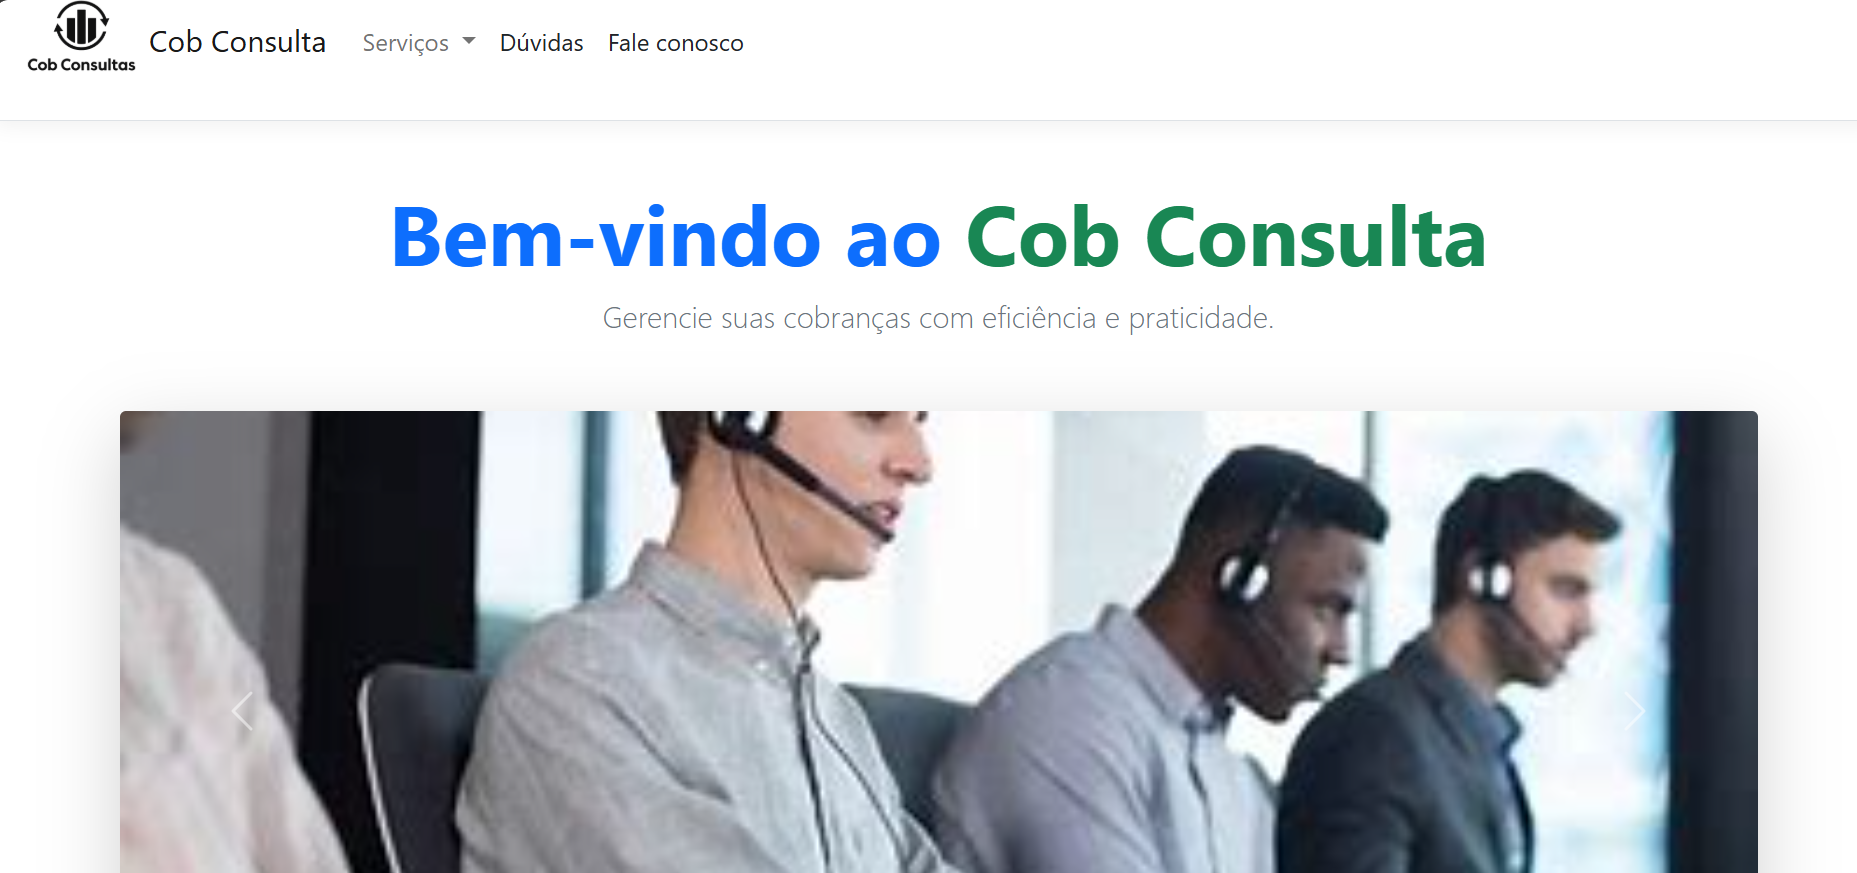 Cob Consultas
Cob Consulta Serviços Dúvidas Fale conosco
Bem-vindo ao Cob Consulta
Gerencie suas cobranças com eficiência e praticidade.